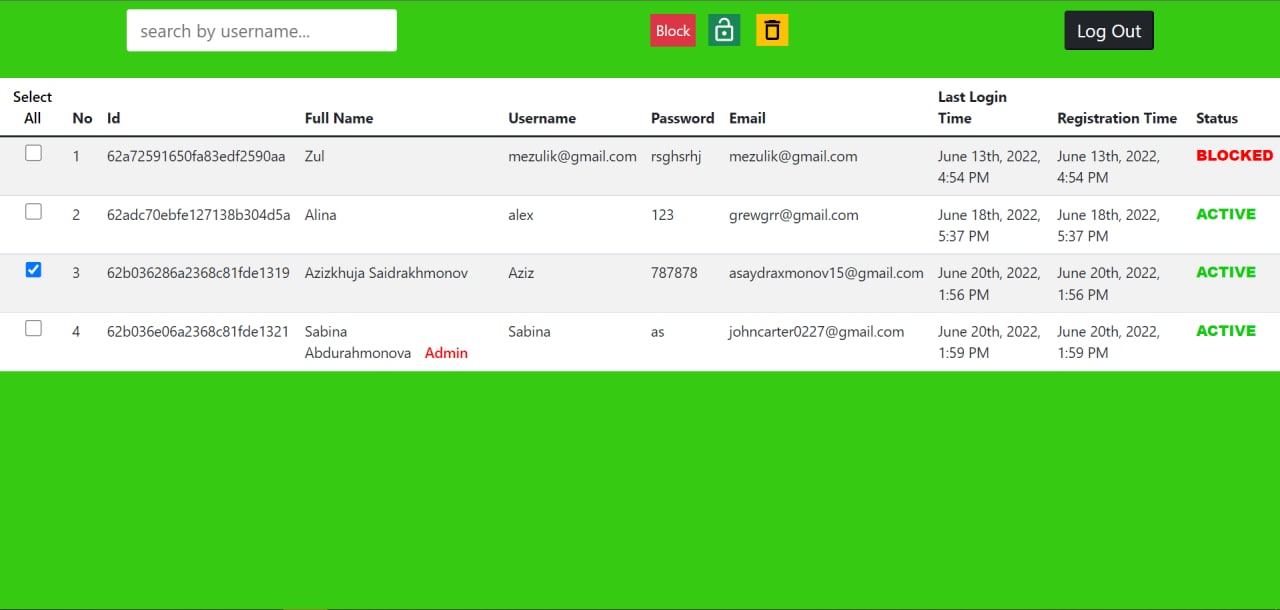 search by username...
Block
Log Out
Select All No Id Full Name Username Password Email Last Login Time Registration Time Status
1 62a72591650fa83edf2590aa Zul mezulik@gmail.com rsghsrhj mezulik@gmail.com June 13th, 2022, 4:54 PM June 13th, 2022, 4:54 PM BLOCKED
2 62adc70ebfe127138b304d5a Alina alex 123 grewgrr@gmail.com June 18th, 2022, 5:37 PM June 18th, 2022, 5:37 PM ACTIVE
3 62b036286a2368c81fde1319 Azizkhuja Saidrakhmonov Aziz 787878 asaydraxmonov15@gmail.com June 20th, 2022, 1:56 PM June 20th, 2022, 1:56 PM ACTIVE
4 62b036e06a2368c81fde1321 Sabina Abdurahmonova Admin Sabina as johncarter0227@gmail.com June 20th, 2022, 1:59 PM June 20th, 2022, 1:59 PM ACTIVE